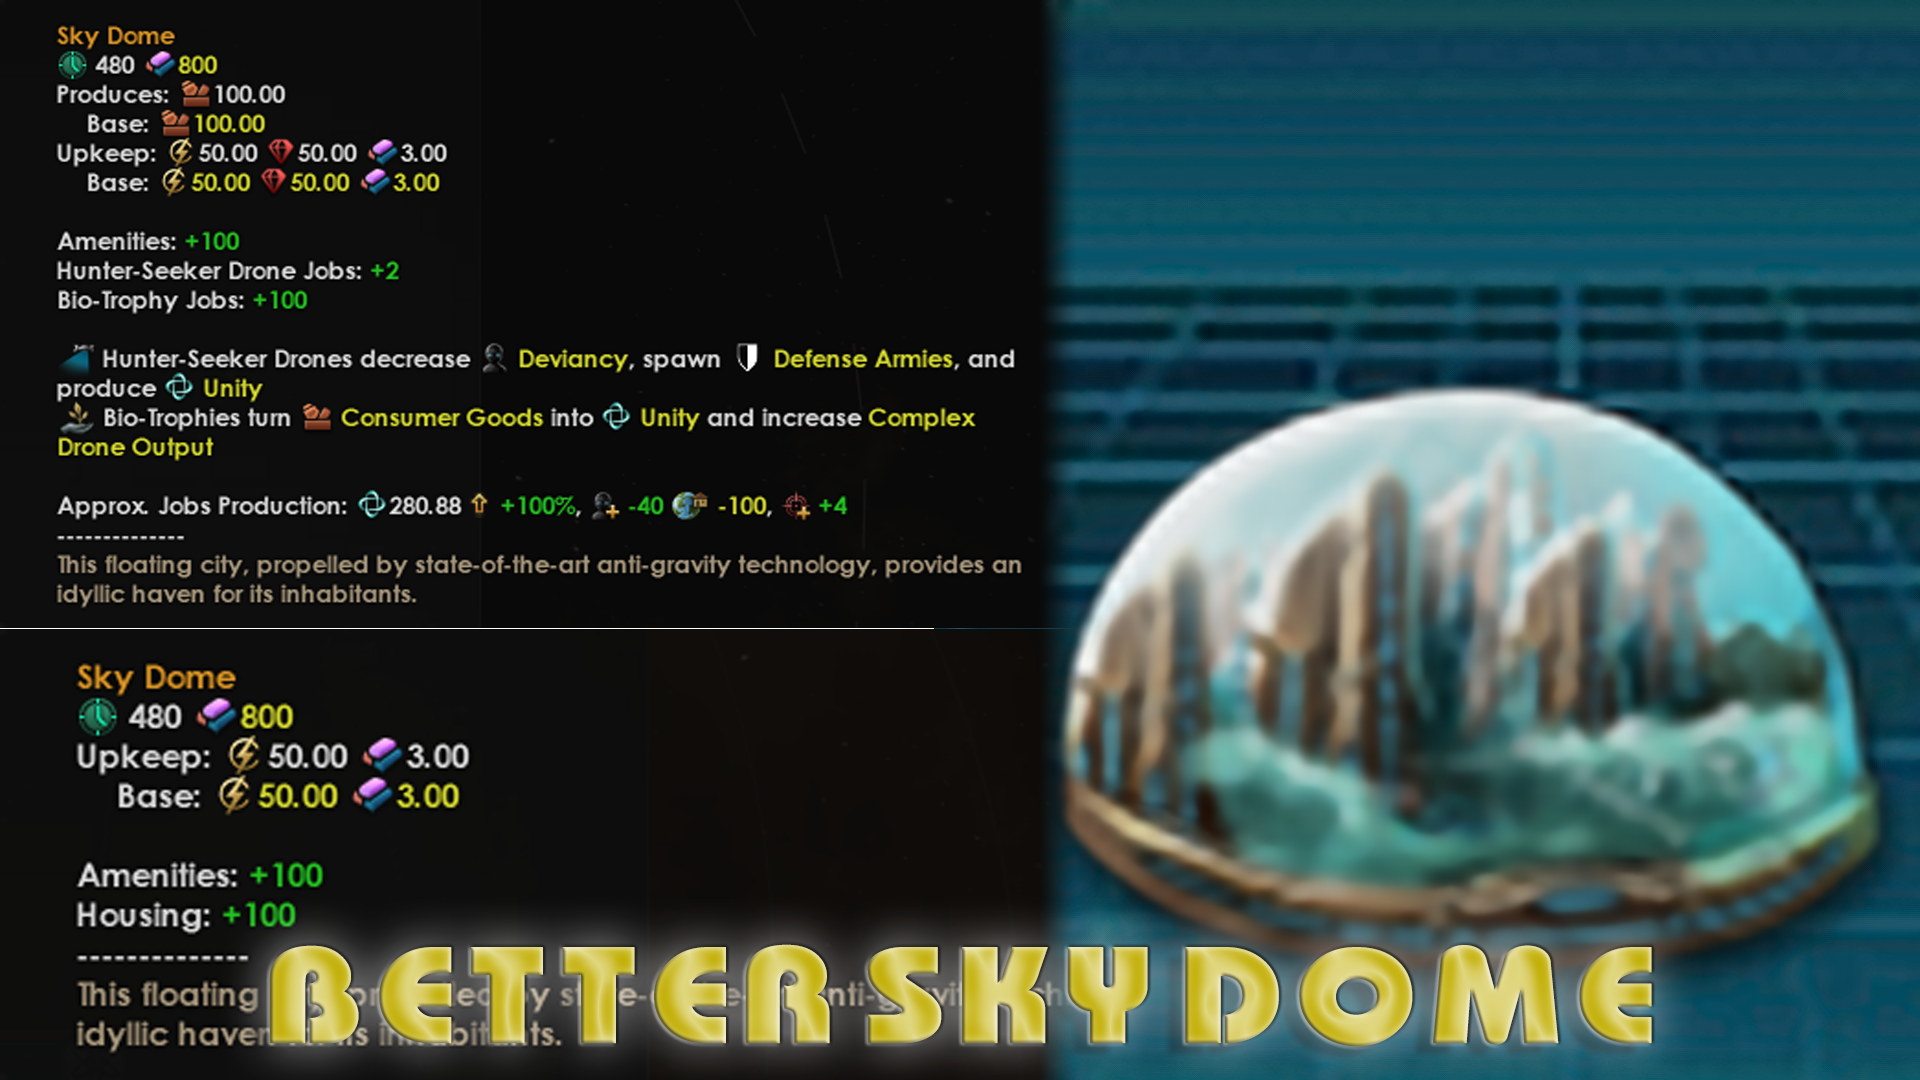 Sky Dome
480 800
Produces: 100.00
Base: 100.00
Upkeep: 50.00 50.00 3.00
Base: 50.00 50.00 3.00
Amenities: +100
Hunter-Seeker Drone Jobs: +2
Bio-Trophy Jobs: +100
Hunter-Seeker Drones decrease Deviancy, spawn Defense Armies, and
produce Unity
Bio-Trophies turn Consumer Goods into Unity and increase Complex
Drone Output
Approx. Jobs Production: 280.88 +100%, -40 -100, +4
--------------
This floating city, propelled by state-of-the-art anti-gravity technology, provides an
idyllic haven for its inhabitants.
Sky Dome
480 800
Upkeep: 50.00 3.00
Base: 50.00 3.00
Amenities: +100
Housing: +100
--------------
This floating
idyllic haven
BETTER SKY DOME